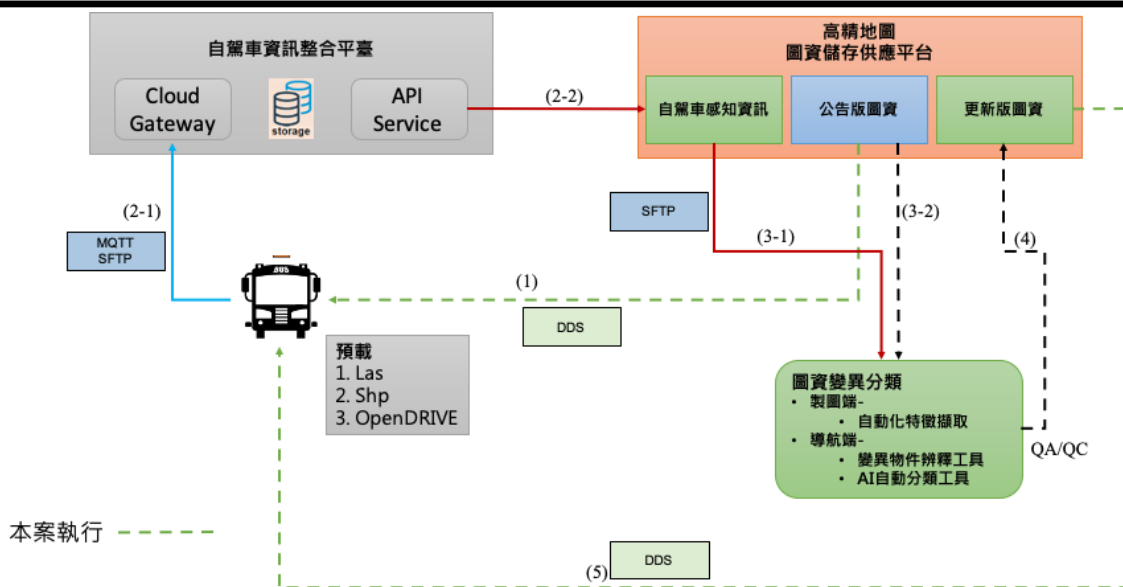 自駕車資訊整合平臺
Cloud
Gateway
storage
API
Service
(2-2)
高精地圖
圖資儲存供應平台
自駕車感知資訊
公告版圖資
更新版圖資
(2-1)
MQTT
SFTP
SFTP
(3-1)
(3-2)
(4)
BUS
(1)
DDS
預載
1. Las
2. Shp
3. OpenDRIVE
圖資變異分類
• 製圖端-
• 自動化特徵擷取
• 導航端-
• 變異物件辨釋工具
• AI自動分類工具
QA/QC
本案執行
(5)
DDS